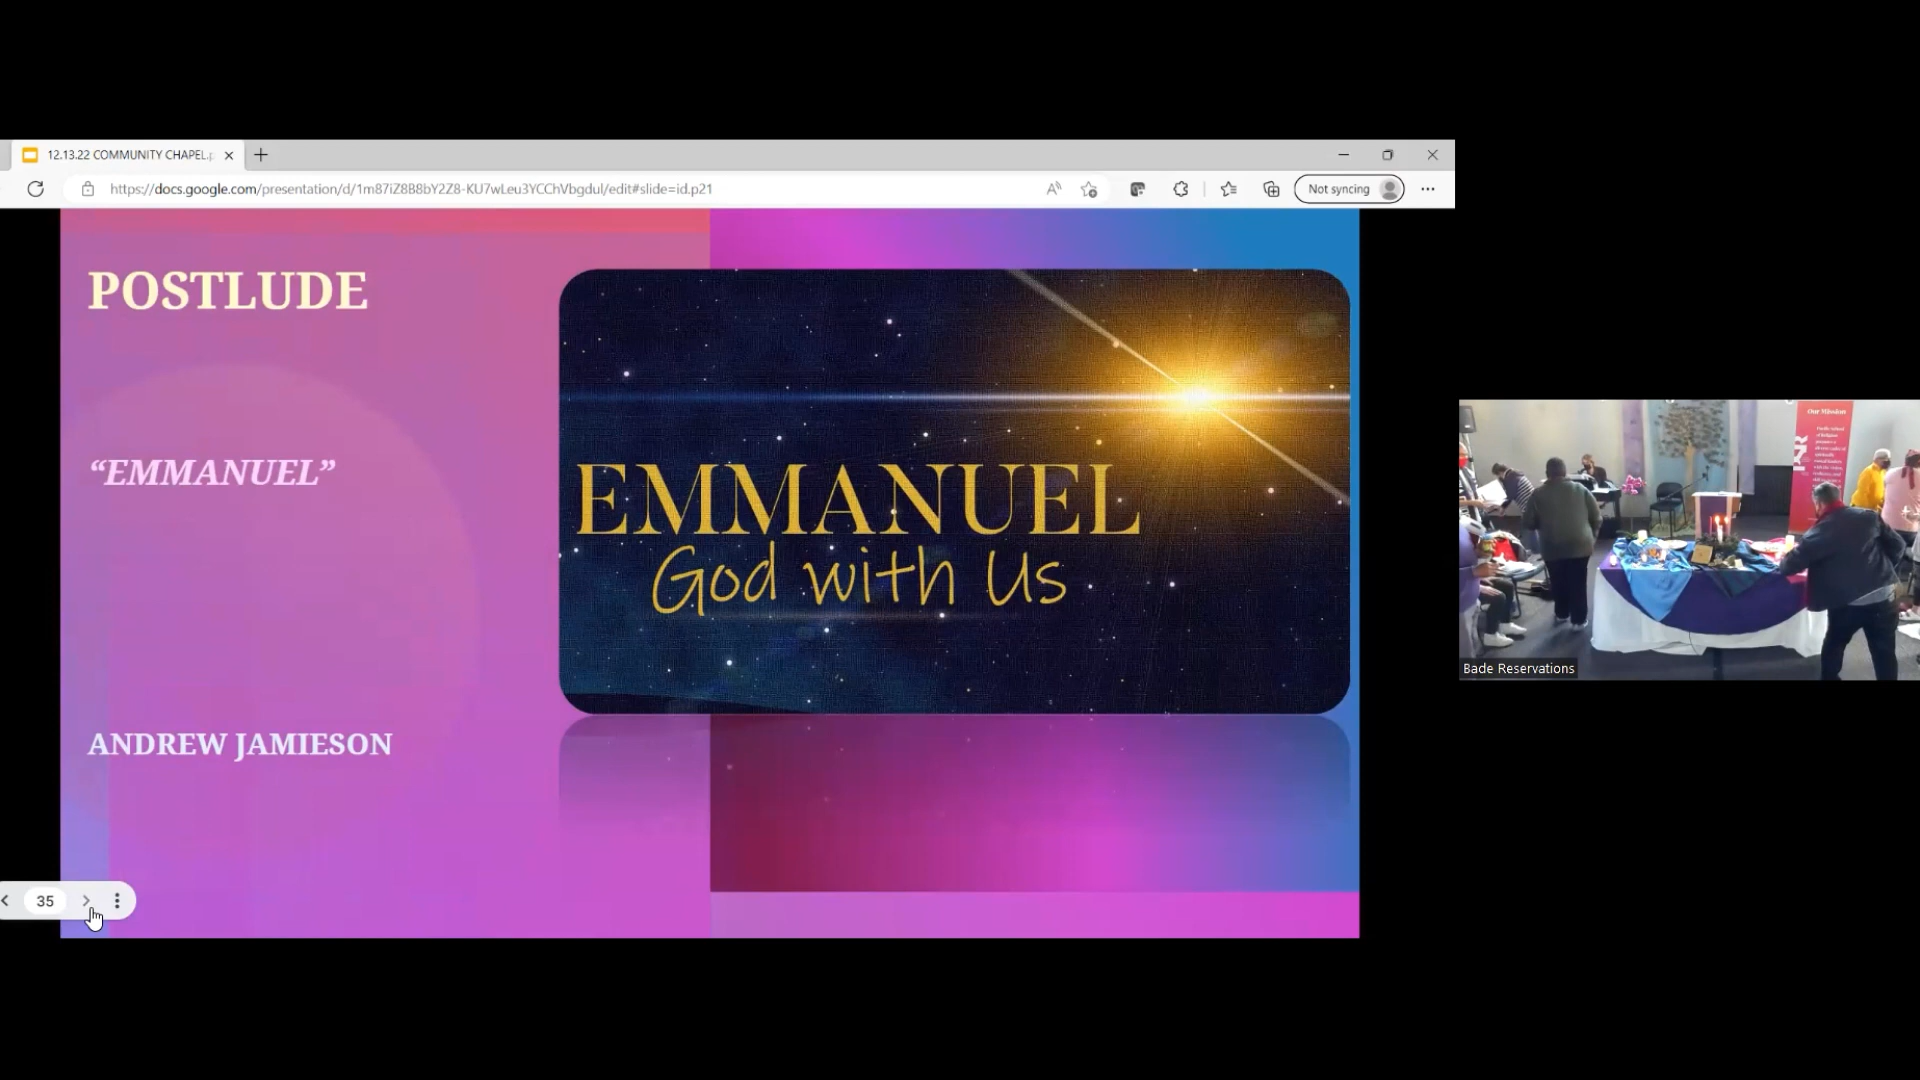 12.13.22 COMMUNITY CHAPEL.p
https://docs.google.com/presentation/d/1m87iZ8B8bY2Z8-KU7wLeu3YCChVbgdul/edit#slide=id.p21
Not syncing
POSTLUDE
“EMMANUEL”
ANDREW JAMIESON
EMMANUEL
God with Us
35
Our Mission
Bade Reservations